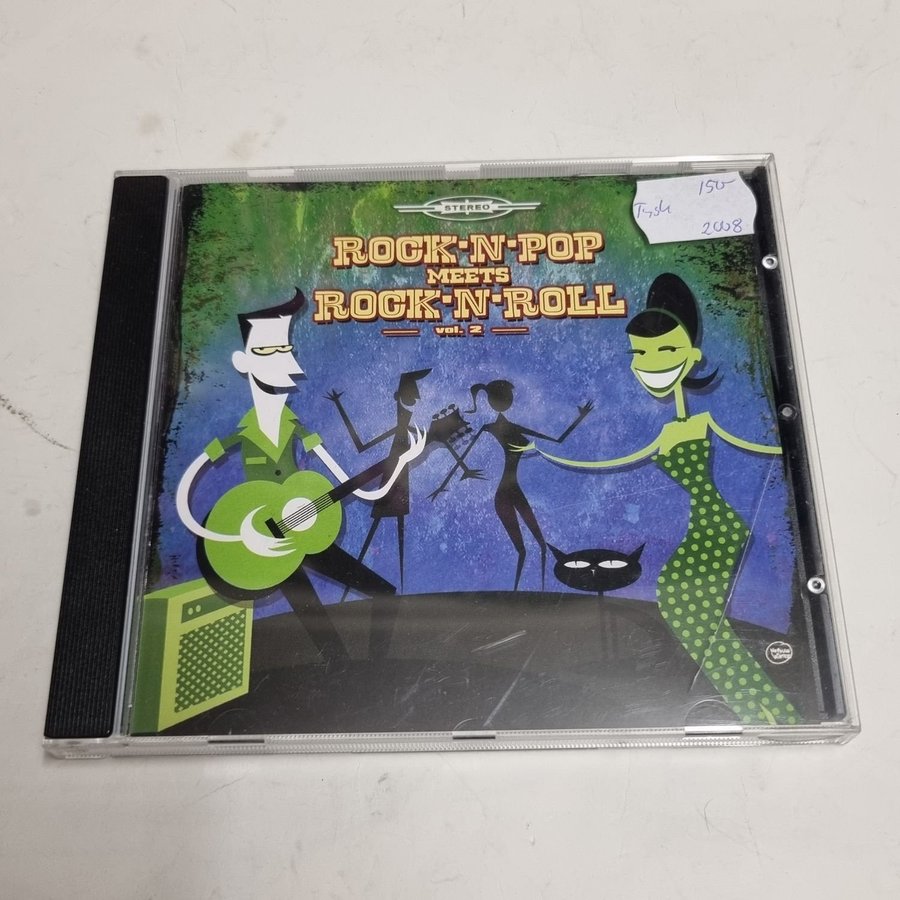 STEREO
ROCK·N·POP
MEETS
ROCK·N·ROLL
vol. 2
150
Tysk
2008